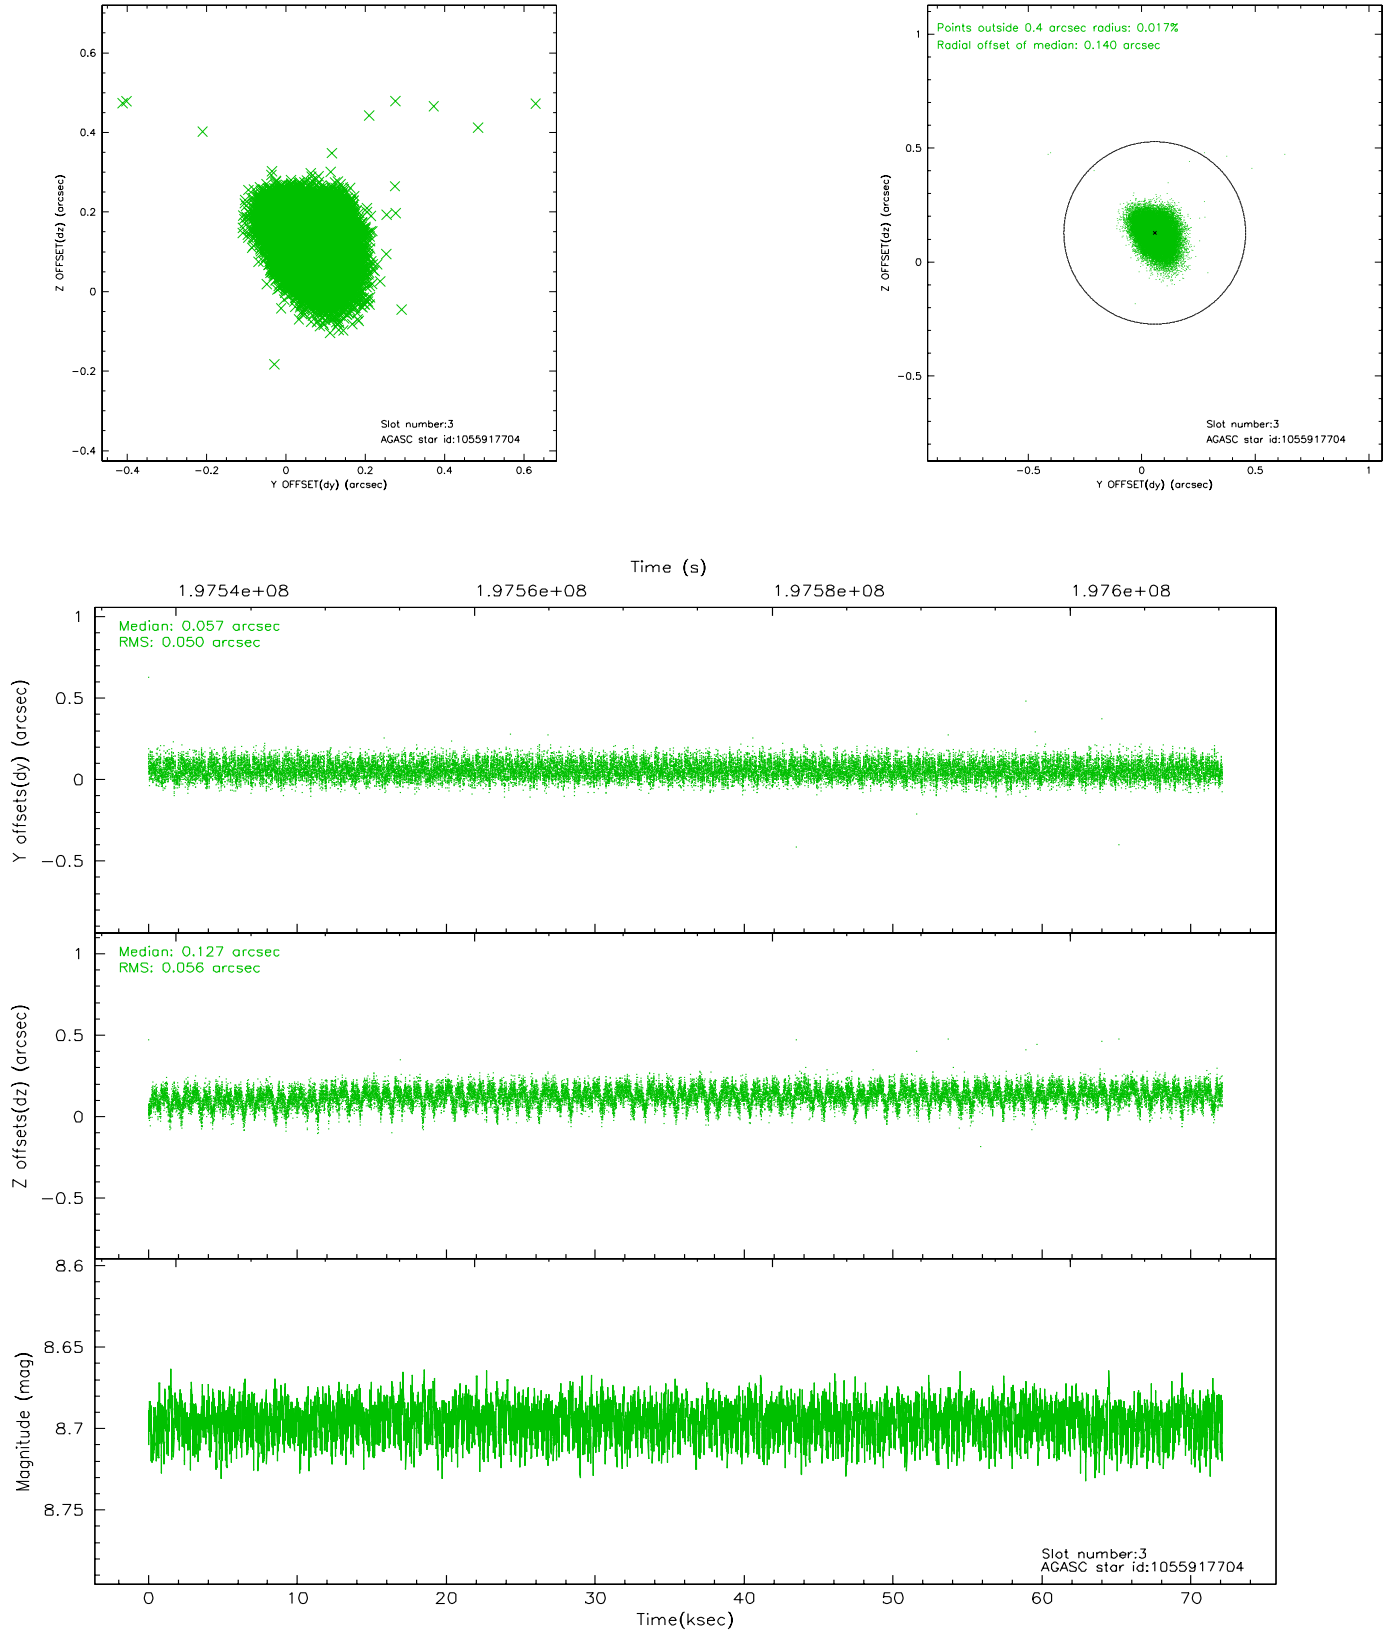 0.6
0.4
0.2
0
−0.2
−0.4
Z OFFSET(dz) (arcsec)
−0.4 −0.2 0 0.2 0.4 0.6
Y OFFSET(dy) (arcsec)
Slot number:3
AGASC star id:1055917704
Points outside 0.4 arcsec radius: 0.017%
Radial offset of median: 0.140 arcsec
1
0.5
0
−0.5
Z OFFSET(dz) (arcsec)
−0.5 0 0.5 1
Y OFFSET(dy) (arcsec)
Slot number:3
AGASC star id:1055917704
Time (s)
1.9754e+08 1.9756e+08 1.9758e+08 1.976e+08
Median: 0.057 arcsec
RMS: 0.050 arcsec
1
0.5
0
−0.5
Y offsets(dy) (arcsec)
Median: 0.127 arcsec
RMS: 0.056 arcsec
1
0.5
0
−0.5
Z offsets(dz) (arcsec)
8.6
8.65
8.7
8.75
Magnitude (mag)
Slot number:3
AGASC star id:1055917704
0 10 20 30 40 50 60 70
Time(ksec)